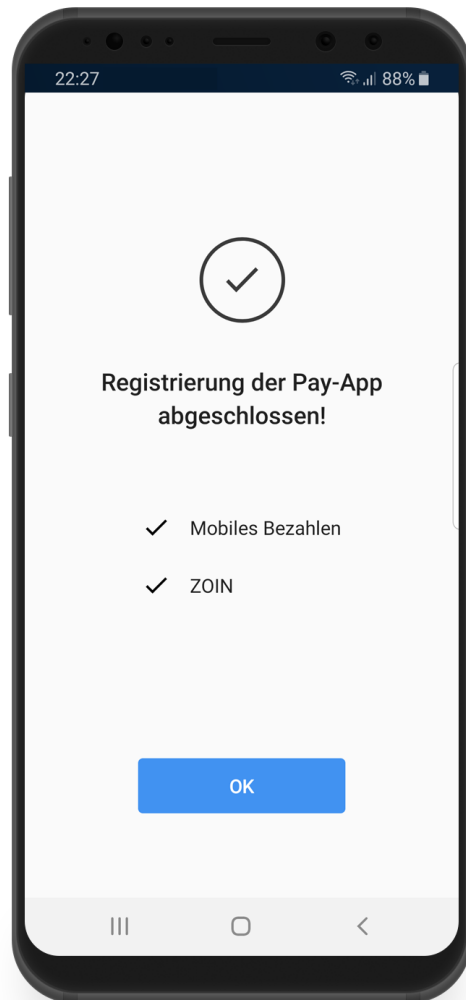 22:27 88%
Registrierung der Pay-App
abgeschlossen!
Mobiles Bezahlen
ZOIN
OK